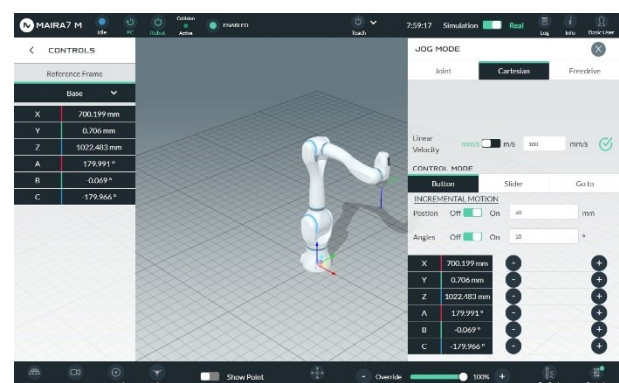 MAIRA7 M
Idle
PC
Robot
Collision
Active
ENABLED
Teach
7:59:17 Simulation Real
Log
Info
Basic User
CONTROLS
Reference Frame
Base
X 700.199 mm
Y 0.706 mm
Z 1022.483 mm
A 179.991 °
B -0.069 °
C -179.966 °
JOG MODE
Joint Cartesian Freedrive
Linear
Velocity mm/s m/s 100 mm/s
CONTROL MODE
Button Slider Go to
INCREMENTAL MOTION
Position Off On 50 mm
Angles Off On 10 °
X 700.199 mm - +
Y 0.706 mm - +
Z 1022.483 mm - +
A 179.991 ° - +
B -0.069 ° - +
C -179.966 ° - +
Show Point
- Override 100% +